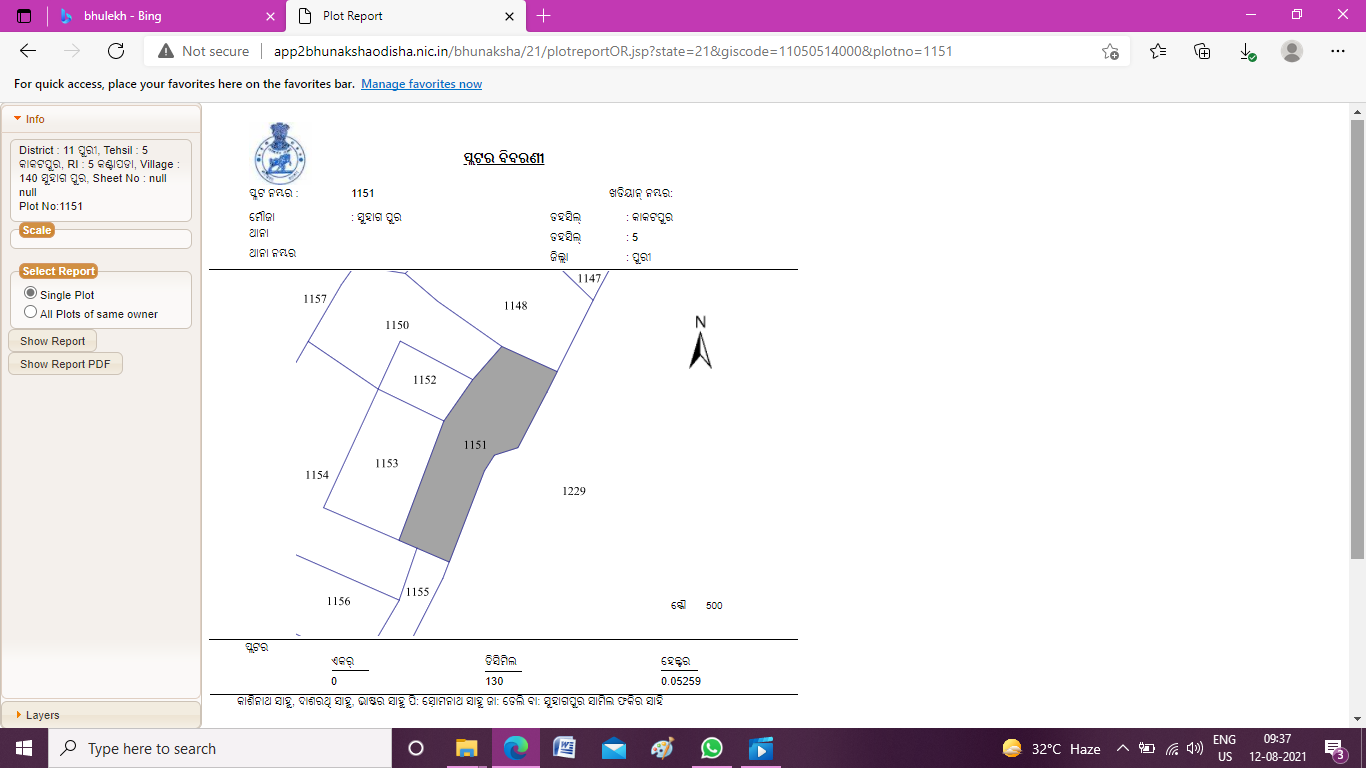 bhulekh - Bing
Plot Report
Not secure
app2bhunakshaodisha.nic.in/bhunaksha/21/plotreportOR.jsp?state=21&giscode=11050514000&plotno=1151
For quick access, place your favorites here on the favorites bar. Manage favorites now
Info
District : 11 ପୁରୀ, Tehsil : 5
କାକଟପୁର, RI : 5 କଣ୍ଢାପଡା, Village :
140 ସୁହାଗ ପୁର, Sheet No : null
null
Plot No:1151
Scale
Select Report
Single Plot
All Plots of same owner
Show Report
Show Report PDF
Layers
ପ୍ଲଟର ବିବରଣୀ
ପ୍ଲଟ ନମ୍ବର : 1151 ଖତିୟାନ୍ ନମ୍ବର:
ମୌଜା : ସୁହାଗ ପୁର ତହସିଲ୍ : କାକଟପୁର
ଥାନା ତହସିଲ୍ : 5
ଥାନା ନମ୍ବର ଜିଲ୍ଲା : ପୁରୀ
1147
1157
1148
1150
N
1152
1151
1153
1154
1229
1155
1156
500
ପ୍ଲଟର
ଏକର୍ ଡିସିମିଲ ହେକ୍ଟର
0 130 0.05259
କାଶିନାଥ ସାହୁ, ଦାଶରଥି ସାହୁ, ଭାଷ୍କର ସାହୁ ପି: ସୋମନାଥ ସାହୁ ଜା: ତେଲି ବା: ସୁହାଗପୁର ସାମିଲ ଫକିର ସାହି
Type here to search
32°C Haze
ENG
US
09:37
12-08-2021
3